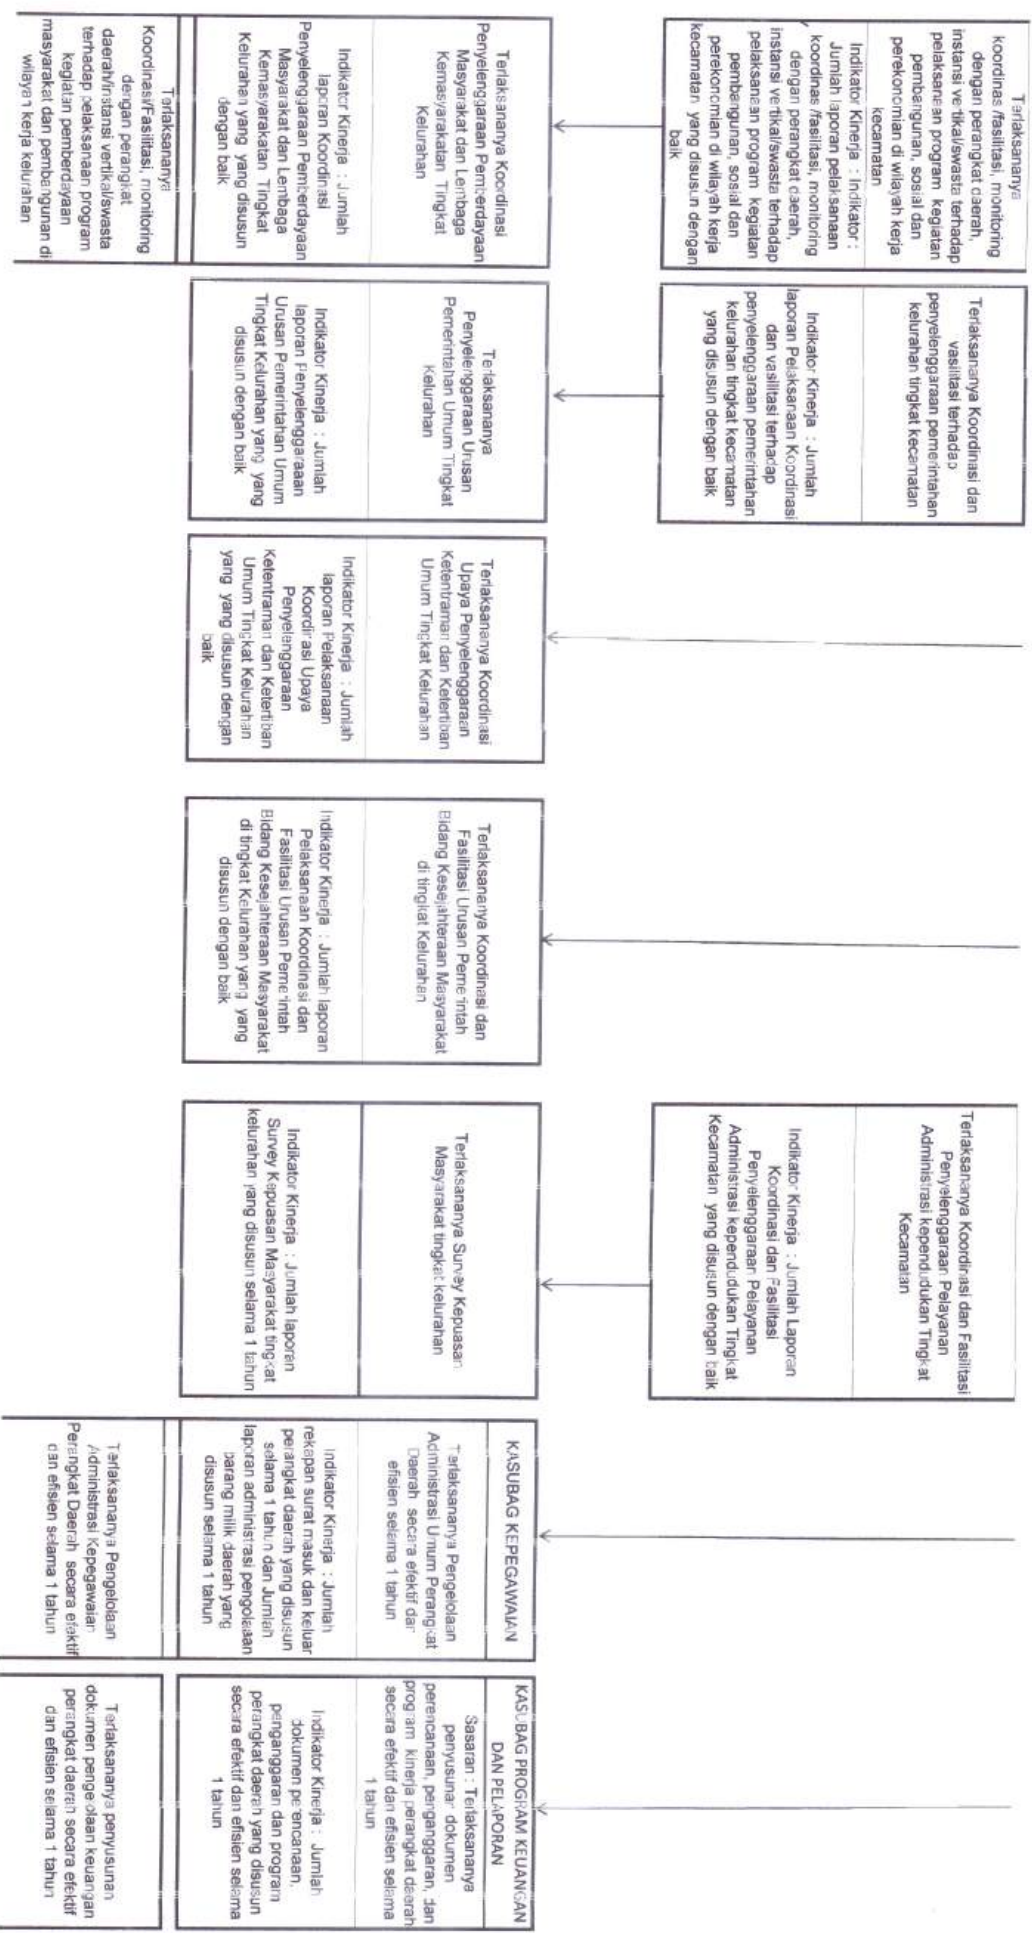 Terlaksananya
koordinas /fasilitasi, monitoring
dengan perangkat daerah,
instansi vertikal/swasta terhadap
pelaksanaan program kegiatan
pembangunan, sosial dan
perekonomian di wilayah kerja
kecamatan
Indikator Kinerja : Indikator :
Jumlah laporan pelaksanaan
koordinas /fasilitasi, monitoring
dengan perangkat daerah,
instansi vertikal/swasta terhadap
pelaksanaan program kegiatan
pembangunan, sosial dan
perekonomian di wilayah kerja
kecamatan yang disusun dengan
baik
Terlaksananya Koordinasi dan
vasilitasi terhadap
penyelenggaraan pemerintahan
kelurahan tingkat kecamatan
Indikator Kinerja : Jumlah
laporan Pelaksanaan Koordinasi
dan vasilitasi terhadap
penyelenggaraan pemerintahan
kelurahan tingkat kecamatan
yang disusun dengan baik
Terlaksananya Koordinasi dan Fasilitasi
Penyelenggaraan Pelayanan
Administrasi kependudukan Tingkat
Kecamatan
Indikator Kinerja : Jumlah Laporan
Koordinasi dan Fasilitasi
Penyelenggaraan Pelayanan
Administrasi kependudukan Tingkat
Kecamatan yang disusun dengan baik
Terlaksananya Koordinasi
Penyelenggaraan Pemberdayaan
Masyarakat dan Lembaga
Kemasyarakatan Tingkat
Kelurahan
Indikator Kinerja : Jumlah
laporan Koordinasi
Penyelenggaraan Pemberdayaan
Masyarakat dan Lembaga
Kemasyarakatan Tingkat
Kelurahan yang yang disusun
dengan baik
Terlaksananya
Koordinasi/Fasilitasi, monitoring
dengan perangkat
daerah/instansi vertikal/swasta
terhadap pelaksanaan program
kegiatan pemberdayaan
masyarakat dan pembangunan di
wilayah kerja kelurahan
Terlaksananya
Penyelenggaraan Urusan
Pemerintahan Umum Tingkat
Kelurahan
Indikator Kinerja : Jumlah
laporan Penyelenggaraaan
Urusan Pemerintahan Umum
Tingkat Kelurahan yang yang
disusun dengan baik
Terlaksananya Koordinasi
Upaya Penyelenggaraan
Ketentraman dan Ketertiban
Umum Tingkat Kelurahan
Indikator Kinerja : Jumlah
laporan Pelaksanaan
Koordinasi Upaya
Penyelenggaraan
Ketentraman dan Ketertiban
Umum Tingkat Kelurahan
yang yang disusun dengan
baik
Terlaksananya Koordinasi dan
Fasilitasi Urusan Pemerintah
Bidang Kesejahteraan Masyarakat
di tingkat Kelurahan
Indikator Kinerja : Jumlah laporan
Pelaksanaan Koordinasi dan
Fasilitasi Urusan Pemerintah
Bidang Kesejahteraan Masyarakat
di tingkat Kelurahan yang yang
disusun dengan baik
Terlaksananya Survey Kepuasan
Masyarakat tingkat kelurahan
Indikator Kinerja : Jumlah laporan
Survey Kepuasan Masyarakat tingkat
kelurahan yang disusun selama 1 tahun
KASUBAG KEPEGAWAIAN
Terlaksananya Pengelolaan
Administrasi Umum Perangkat
Daerah secara efektif dan
efisien selama 1 tahun
Indikator Kinerja : Jumlah
rekapan surat masuk dan keluar
perangkat daerah yang disusun
selama 1 tahun dan Jumlah
laporan administrasi pengolaaan
barang milik daerah yang
disusun selama 1 tahun
Terlaksananya Pengelolaan
Administrasi Kepegawaian
Perangkat Daerah secara efektif
dan efisien selama 1 tahun
KASUBAG PROGRAM KEUANGAN
DAN PELAPORAN
Sasaran : Terlaksananya
penyusunan dokumen
perencanaan, penganggaran, dan
program kinerja perangkat daerah
secara efektif dan efisien selama
1 tahun
Indikator Kinerja : Jumlah
dokumen perencanaan,
penganggaran dan program
perangkat daerah yang disusun
secara efektif dan efisien selama
1 tahun
Terlaksananya penyusunan
dokumen pengelolaan keuangan
perangkat daerah secara efektif
dan efisien selama 1 tahun